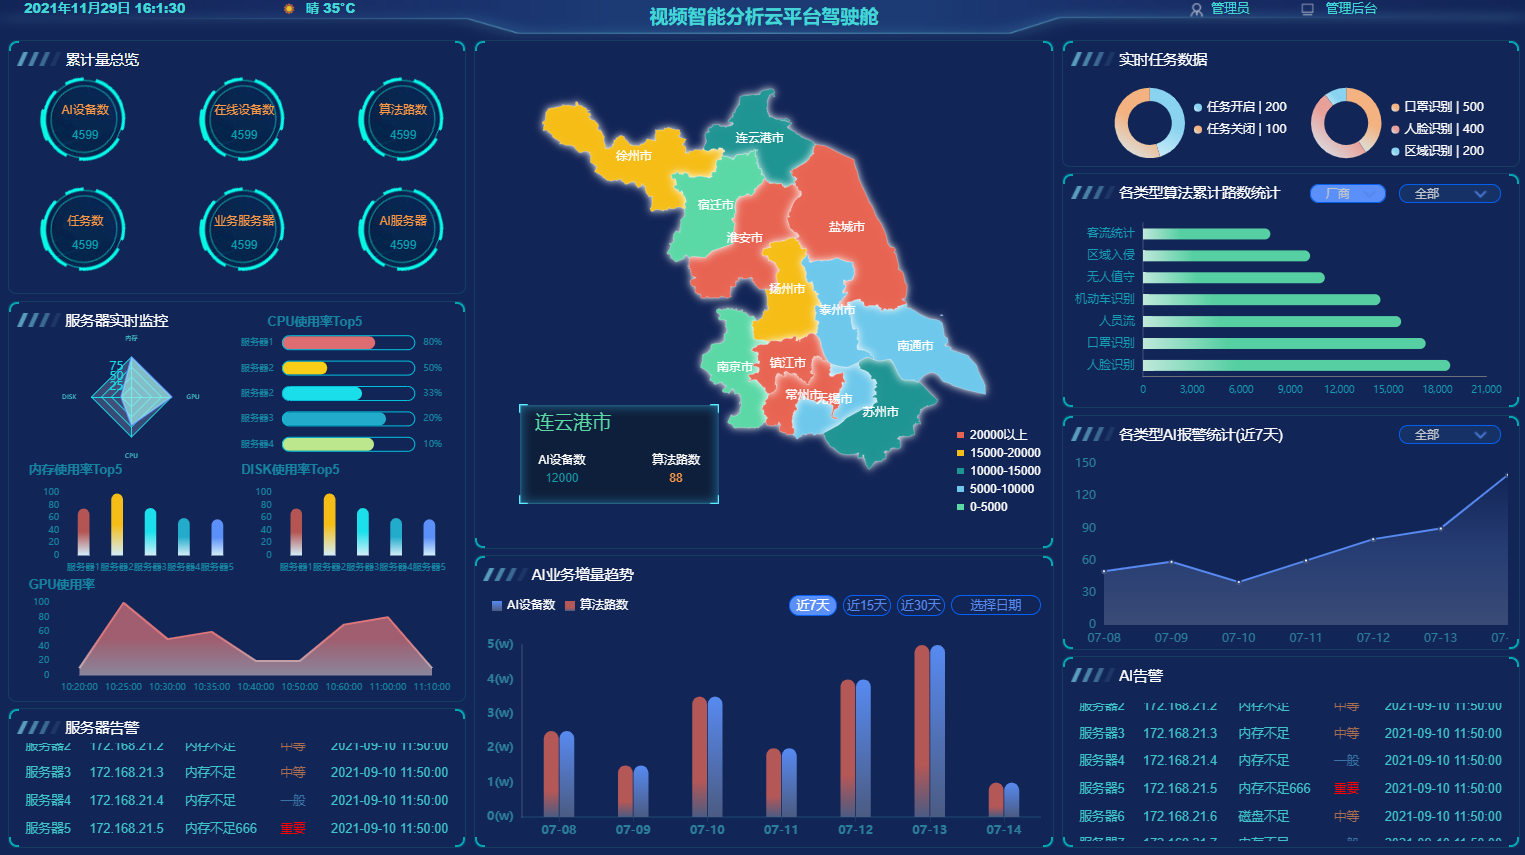 2021年11月29日 16:1:30
晴 35°C
视频智能分析云平台驾驶舱
管理员
管理后台
累计量总览
AI设备数
4599
在线设备数
4599
算法路数
4599
任务数
4599
业务服务器
4599
AI服务器
4599
服务器实时监控
内存
75
50
25
DISK
GPU
CPU
CPU使用率Top5
服务器1 80%
服务器2 50%
服务器2 33%
服务器3 20%
服务器4 10%
内存使用率Top5
100
80
60
40
20
0
服务器1服务器2服务器3服务器4服务器5
DISK使用率Top5
100
80
60
40
20
0
服务器1服务器2服务器3服务器4服务器5
GPU使用率
100
80
60
40
20
0
10:20:00 10:25:00 10:30:00 10:35:00 10:40:00 10:50:00 10:60:00 11:00:00 11:10:00
服务器告警
服务器2 172.168.21.2 内存不足 中等 2021-09-10 11:50:00
服务器3 172.168.21.3 内存不足 中等 2021-09-10 11:50:00
服务器4 172.168.21.4 内存不足 一般 2021-09-10 11:50:00
服务器5 172.168.21.5 内存不足666 重要 2021-09-10 11:50:00
连云港市
徐州市
宿迁市
淮安市
盐城市
扬州市
泰州市
南通市
南京市
镇江市
常州市
无锡市
苏州市
连云港市
AI设备数 算法路数
12000 88
20000以上
15000-20000
10000-15000
5000-10000
0-5000
AI业务增量趋势
AI设备数 算法路数
近7天 近15天 近30天 选择日期
5(w)
4(w)
3(w)
2(w)
1(w)
0(w)
07-08 07-09 07-10 07-11 07-12 07-13 07-14
实时任务数据
任务开启 | 200
任务关闭 | 100
口罩识别 | 500
人脸识别 | 400
区域识别 | 200
各类型算法累计路数统计
厂商 全部
客流统计
区域入侵
无人值守
机动车识别
人员流
口罩识别
人脸识别
0 3,000 6,000 9,000 12,000 15,000 18,000 21,000
各类型AI报警统计(近7天)
全部
150
120
90
60
30
0
07-08 07-09 07-10 07-11 07-12 07-13 07-
AI告警
服务器2 172.168.21.2 内存不足 中等 2021-09-10 11:50:00
服务器3 172.168.21.3 内存不足 中等 2021-09-10 11:50:00
服务器4 172.168.21.4 内存不足 一般 2021-09-10 11:50:00
服务器5 172.168.21.5 内存不足666 重要 2021-09-10 11:50:00
服务器6 172.168.21.6 磁盘不足 中等 2021-09-10 11:50:00
服务器7 172.168.21.7 内存不足 一般 2021-09-10 11:50:00